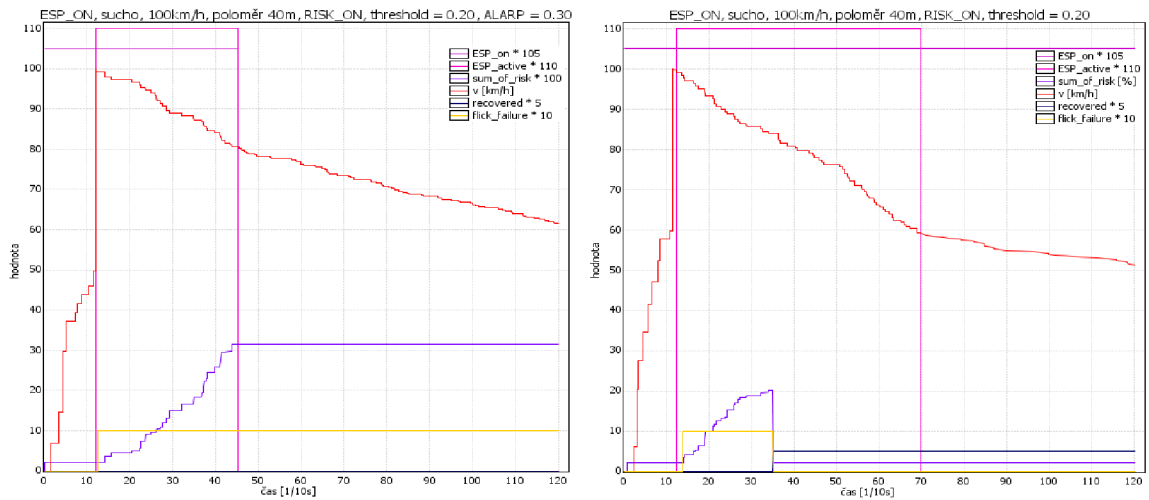 ESP_ON, sucho, 100km/h, poloměr 40m, RISK_ON, threshold = 0.20, ALARP = 0.30
110
100
90
80
70
60
50
40
30
20
10
0
hodnota
ESP_on * 105
ESP_active * 110
sum_of_risk * 100
v [km/h]
recovered * 5
flick_failure * 10
0 10 20 30 40 50 60 70 80 90 100 110 120
čas [1/10s]
ESP_ON, sucho, 100km/h, poloměr 40m, RISK_ON, threshold = 0.20
110
100
90
80
70
60
50
40
30
20
10
0
hodnota
ESP_on * 105
ESP_active * 110
sum_of_risk [%]
v [km/h]
recovered * 5
flick_failure * 10
0 10 20 30 40 50 60 70 80 90 100 110 120
čas [1/10s]